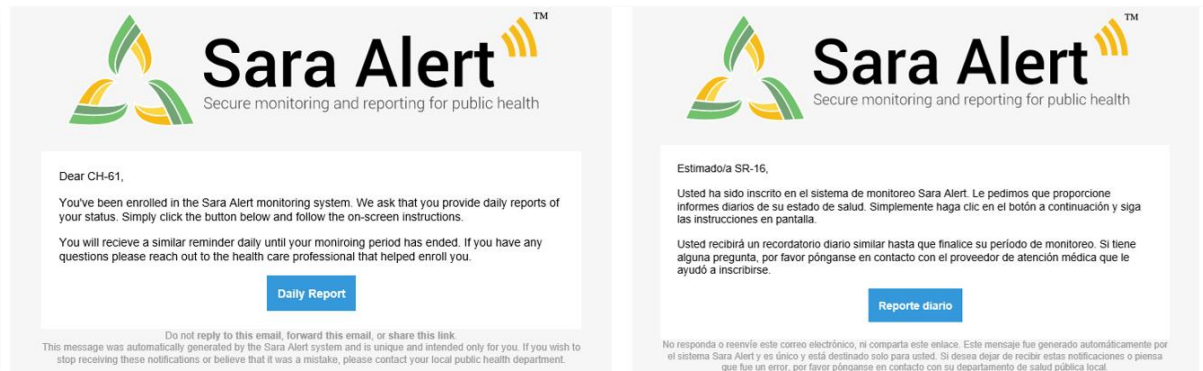 Sara Alert™
Secure monitoring and reporting for public health
Dear CH-61,
You've been enrolled in the Sara Alert monitoring system. We ask that you provide daily reports of
your status. Simply click the button below and follow the on-screen instructions.
You will recieve a similar reminder daily until your moniroing period has ended. If you have any
questions please reach out to the health care professional that helped enroll you.
Daily Report
Do not reply to this email, forward this email, or share this link.
This message was automatically generated by the Sara Alert system and is unique and intended only for you. If you wish to
stop receiving these notifications or believe that it was a mistake, please contact your local public health department.
Sara Alert™
Secure monitoring and reporting for public health
Estimado/a SR-16,
Usted ha sido inscrito en el sistema de monitoreo Sara Alert. Le pedimos que proporcione
informes diarios de su estado de salud. Simplemente haga clic en el botón a continuación y siga
las instrucciones en pantalla.
Usted recibirá un recordatorio diario similar hasta que finalice su período de monitoreo. Si tiene
alguna pregunta, por favor pónganse en contacto con el proveedor de atención médica que le
ayudó a inscribirse.
Reporte diario
No responda o reenvíe este correo electrónico, ni comparta este enlace. Este mensaje fue generado automáticamente por
el sistema Sara Alert y es único y está destinado solo para usted. Si desea dejar de recibir estas notificaciones o piensa
que fue un error, por favor pónganse en contacto con su departamento de salud pública local.